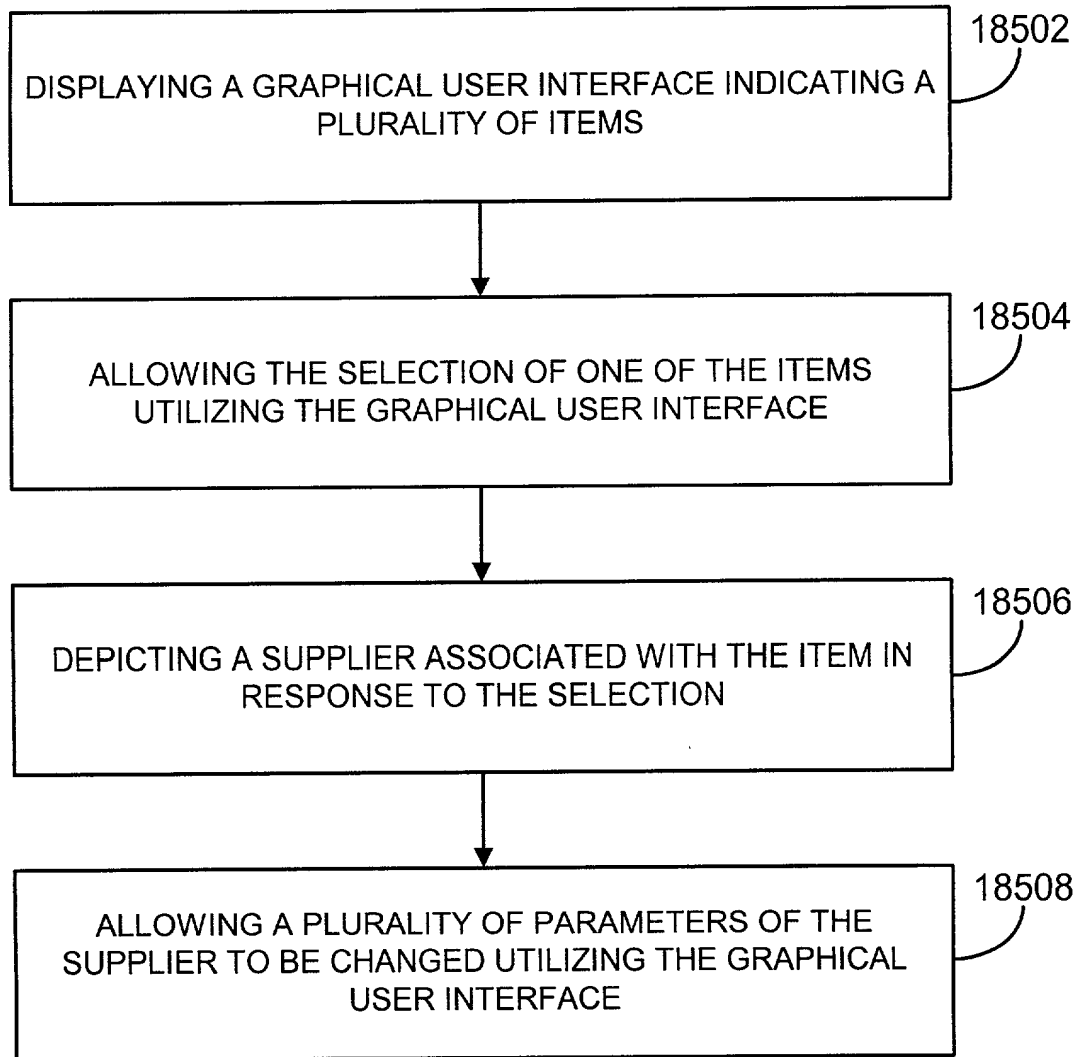 18502
DISPLAYING A GRAPHICAL USER INTERFACE INDICATING A
PLURALITY OF ITEMS
18504
ALLOWING THE SELECTION OF ONE OF THE ITEMS
UTILIZING THE GRAPHICAL USER INTERFACE
18506
DEPICTING A SUPPLIER ASSOCIATED WITH THE ITEM IN
RESPONSE TO THE SELECTION
18508
ALLOWING A PLURALITY OF PARAMETERS OF THE
SUPPLIER TO BE CHANGED UTILIZING THE GRAPHICAL
USER INTERFACE